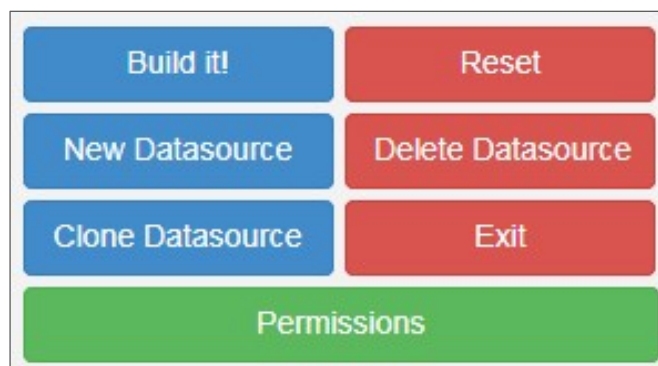 Build it!
Reset
New Datasource
Delete Datasource
Clone Datasource
Exit
Permissions